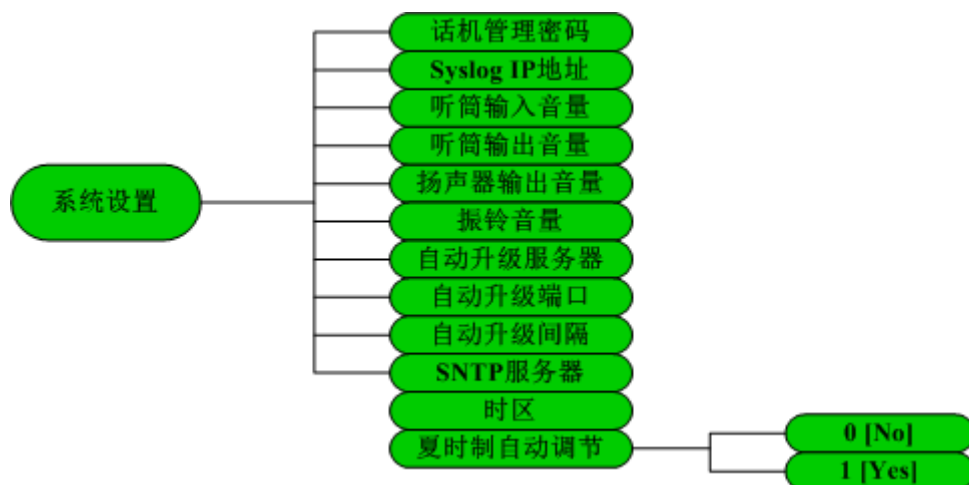 系统设置
话机管理密码
Syslog IP地址
听筒输入音量
听筒输出音量
扬声器输出音量
振铃音量
自动升级服务器
自动升级端口
自动升级间隔
SNTP服务器
时区
夏时制自动调节
0 [No]
1 [Yes]